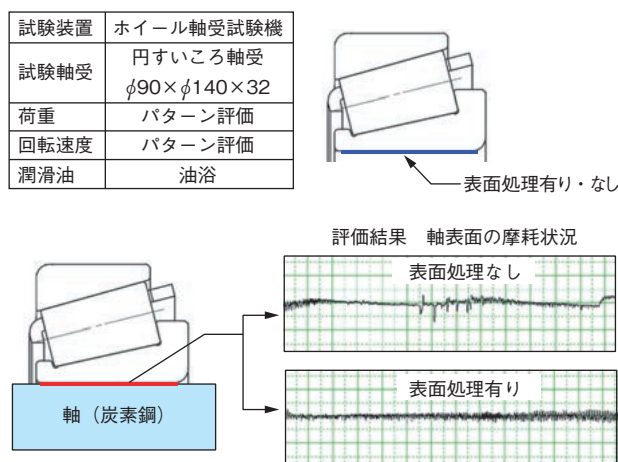 試験装置 ホイール軸受試験機
試験軸受 円すいころ軸受
φ90×φ140×32
荷重 パターン評価
回転速度 パターン評価
潤滑油 油浴
表面処理有り・なし
評価結果 軸表面の摩耗状況
表面処理なし
表面処理有り
軸（炭素鋼）